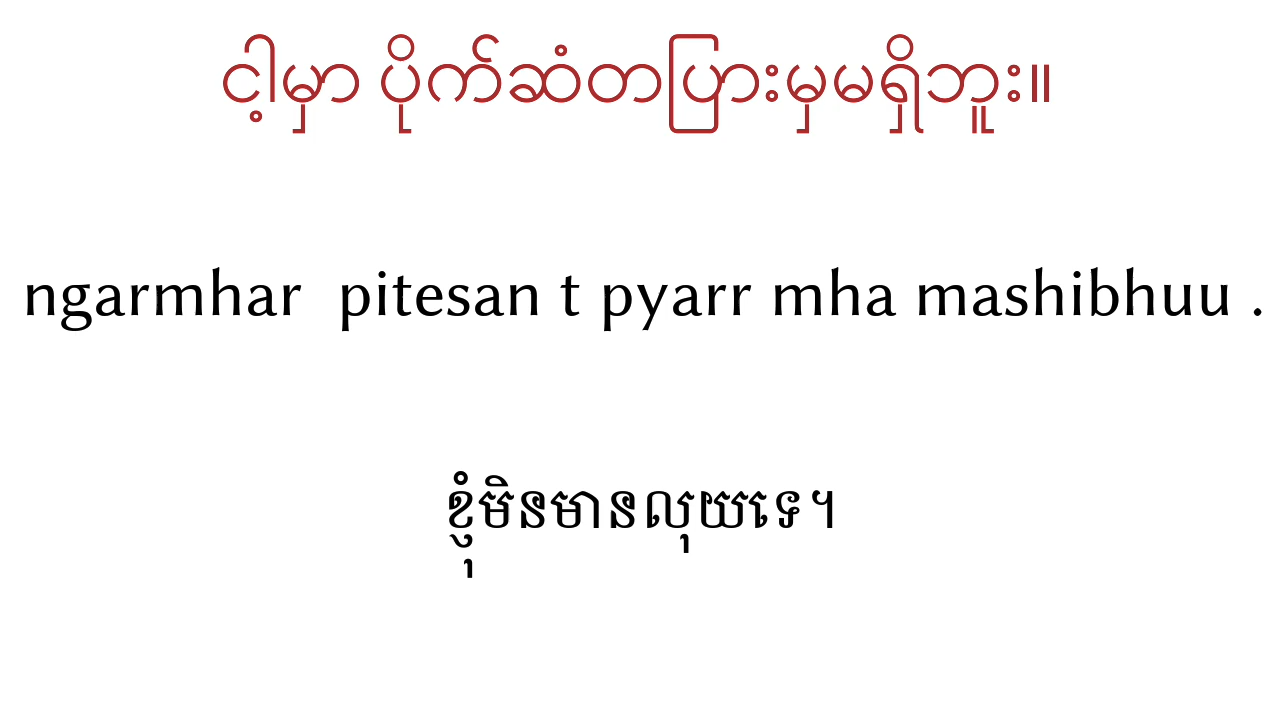 ငါ့မှာ ပိုက်ဆံတပြားမှမရှိဘူး။
ngarmhar pitesan t pyarr mha mashibhuu .
ខ្ញុំមិនមានលុយទេ។